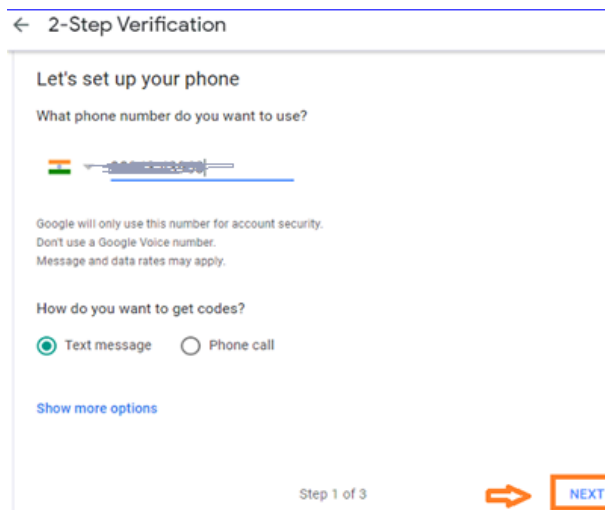 2-Step Verification
Let's set up your phone
What phone number do you want to use?
Google will only use this number for account security.
Don't use a Google Voice number.
Message and data rates may apply.
How do you want to get codes?
Text message Phone call
Show more options
Step 1 of 3 NEXT